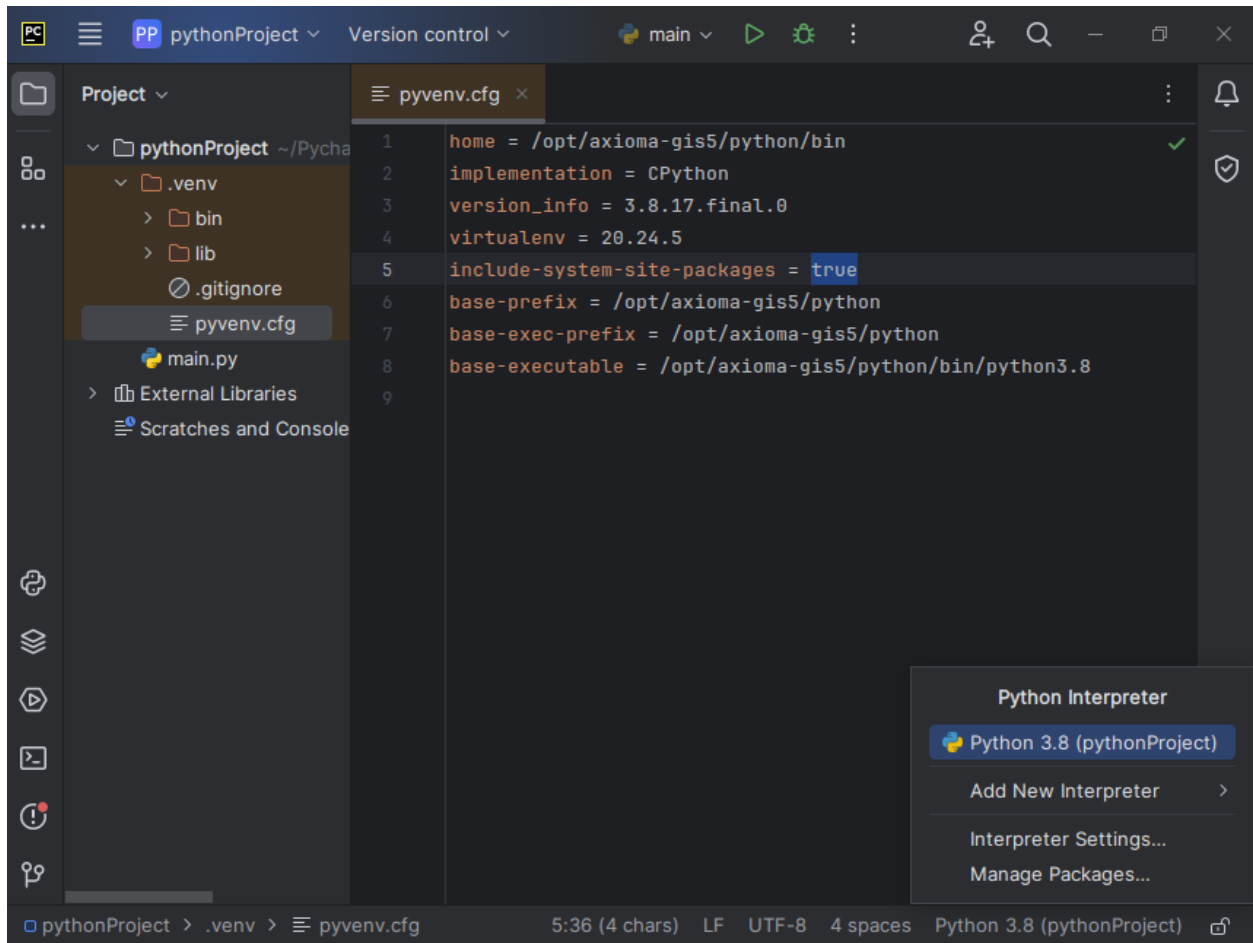 PC
PP pythonProject Version control main
Project
pyvenv.cfg
pythonProject ~/Pycha
.venv
bin
lib
.gitignore
pyvenv.cfg
main.py
External Libraries
Scratches and Console
1 home = /opt/axioma-gis5/python/bin
2 implementation = CPython
3 version_info = 3.8.17.final.0
4 virtualenv = 20.24.5
5 include-system-site-packages = true
6 base-prefix = /opt/axioma-gis5/python
7 base-exec-prefix = /opt/axioma-gis5/python
8 base-executable = /opt/axioma-gis5/python/bin/python3.8
9
Python Interpreter
Python 3.8 (pythonProject)
Add New Interpreter
Interpreter Settings...
Manage Packages...
pythonProject > .venv > pyvenv.cfg 5:36 (4 chars) LF UTF-8 4 spaces Python 3.8 (pythonProject)